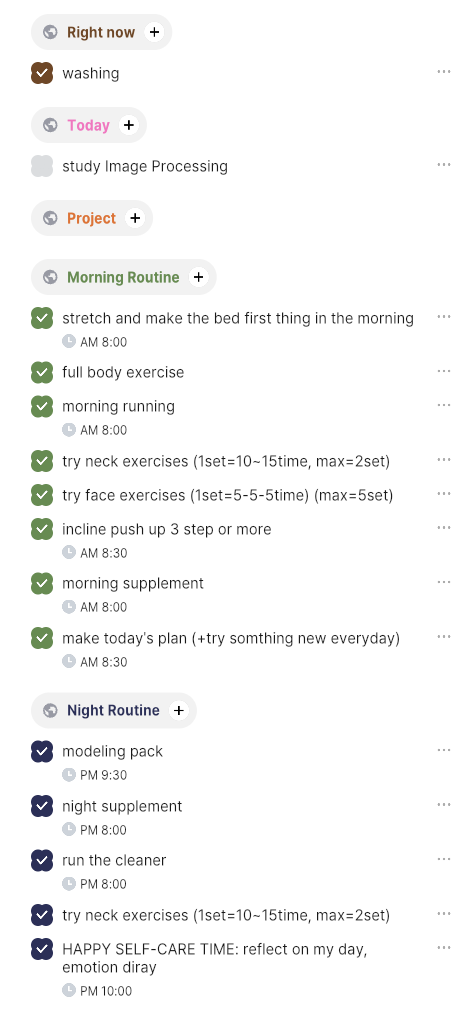 Right now +
washing
Today +
study Image Processing
Project +
Morning Routine +
stretch and make the bed first thing in the morning
AM 8:00
full body exercise
morning running
AM 8:00
try neck exercises (1set=10~15time, max=2set)
try face exercises (1set=5-5-5time) (max=5set)
incline push up 3 step or more
AM 8:30
morning supplement
AM 8:00
make today's plan (+try somthing new everyday)
AM 8:30
Night Routine +
modeling pack
PM 9:30
night supplement
PM 8:00
run the cleaner
PM 8:00
try neck exercises (1set=10~15time, max=2set)
HAPPY SELF-CARE TIME: reflect on my day,
emotion diray
PM 10:00